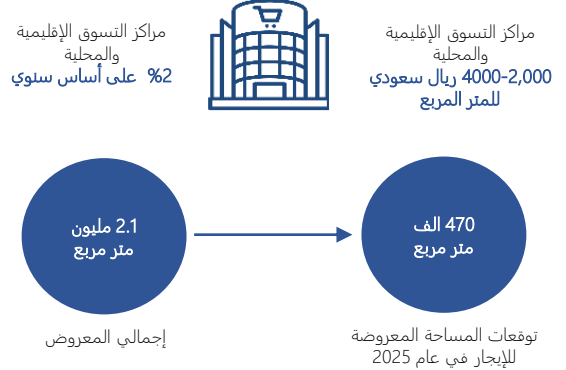 مراكز التسوق الإقليمية
والمحلية
2,000-4000 ريال سعودي
للمتر المربع
مراكز التسوق الإقليمية
والمحلية
2% على أساس سنوي
470 الف
متر مربع
2.1 مليون
متر مربع
توقعات المساحة المعروضة
للإيجار في عام 2025
إجمالي المعروض